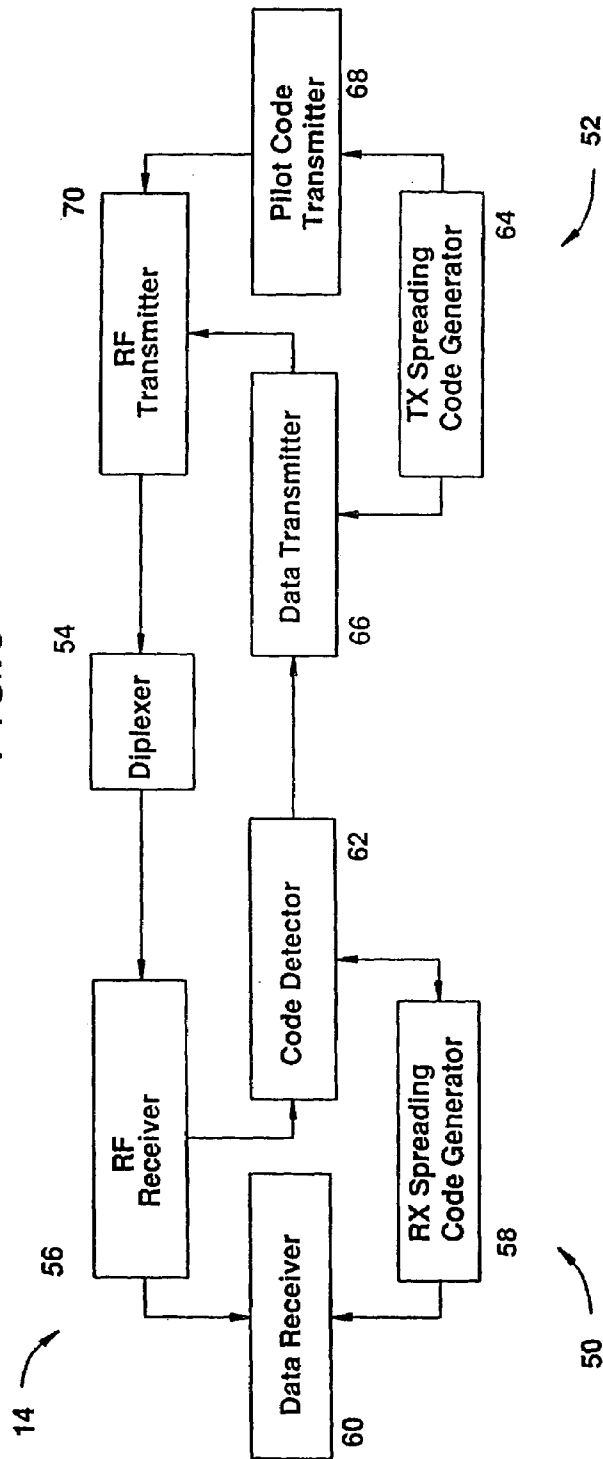 14
56
RF
Receiver
54
Diplexer
70
RF
Transmitter
Data Receiver
60
Code Detector
62
Data Transmitter
66
Pilot Code
Transmitter
68
RX Spreading
Code Generator
58
TX Spreading
Code Generator
64
50
52